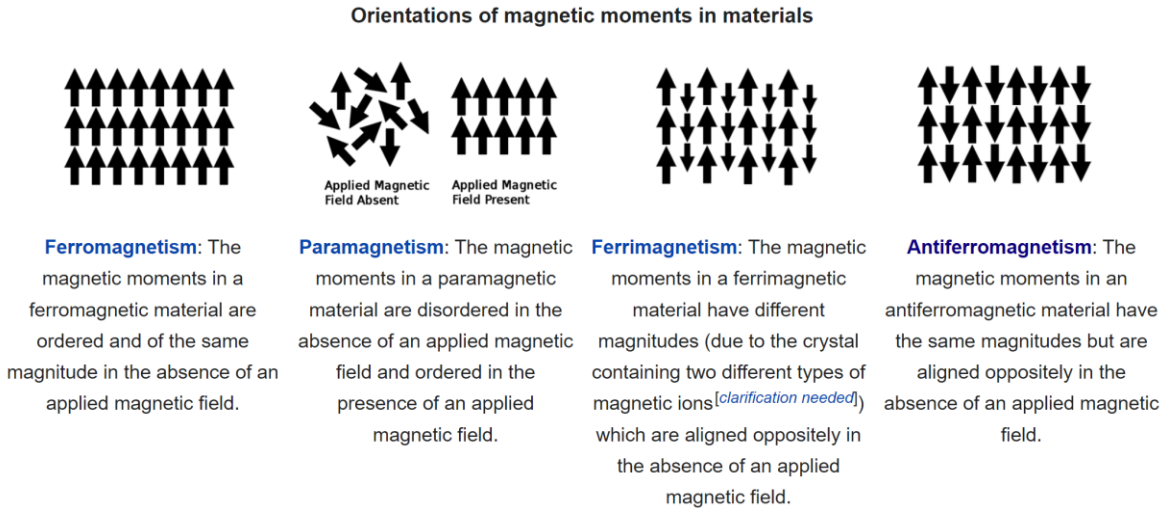 Orientations of magnetic moments in materials
Applied Magnetic
Field Absent
Applied Magnetic
Field Present
Ferromagnetism: The
magnetic moments in a
ferromagnetic material are
ordered and of the same
magnitude in the absence of an
applied magnetic field.
Paramagnetism: The magnetic
moments in a paramagnetic
material are disordered in the
absence of an applied magnetic
field and ordered in the
presence of an applied
magnetic field.
Ferrimagnetism: The magnetic
moments in a ferrimagnetic
material have different
magnitudes (due to the crystal
containing two different types of
magnetic ions[clarification needed])
which are aligned oppositely in
the absence of an applied
magnetic field.
Antiferromagnetism: The
magnetic moments in an
antiferromagnetic material have
the same magnitudes but are
aligned oppositely in the
absence of an applied magnetic
field.